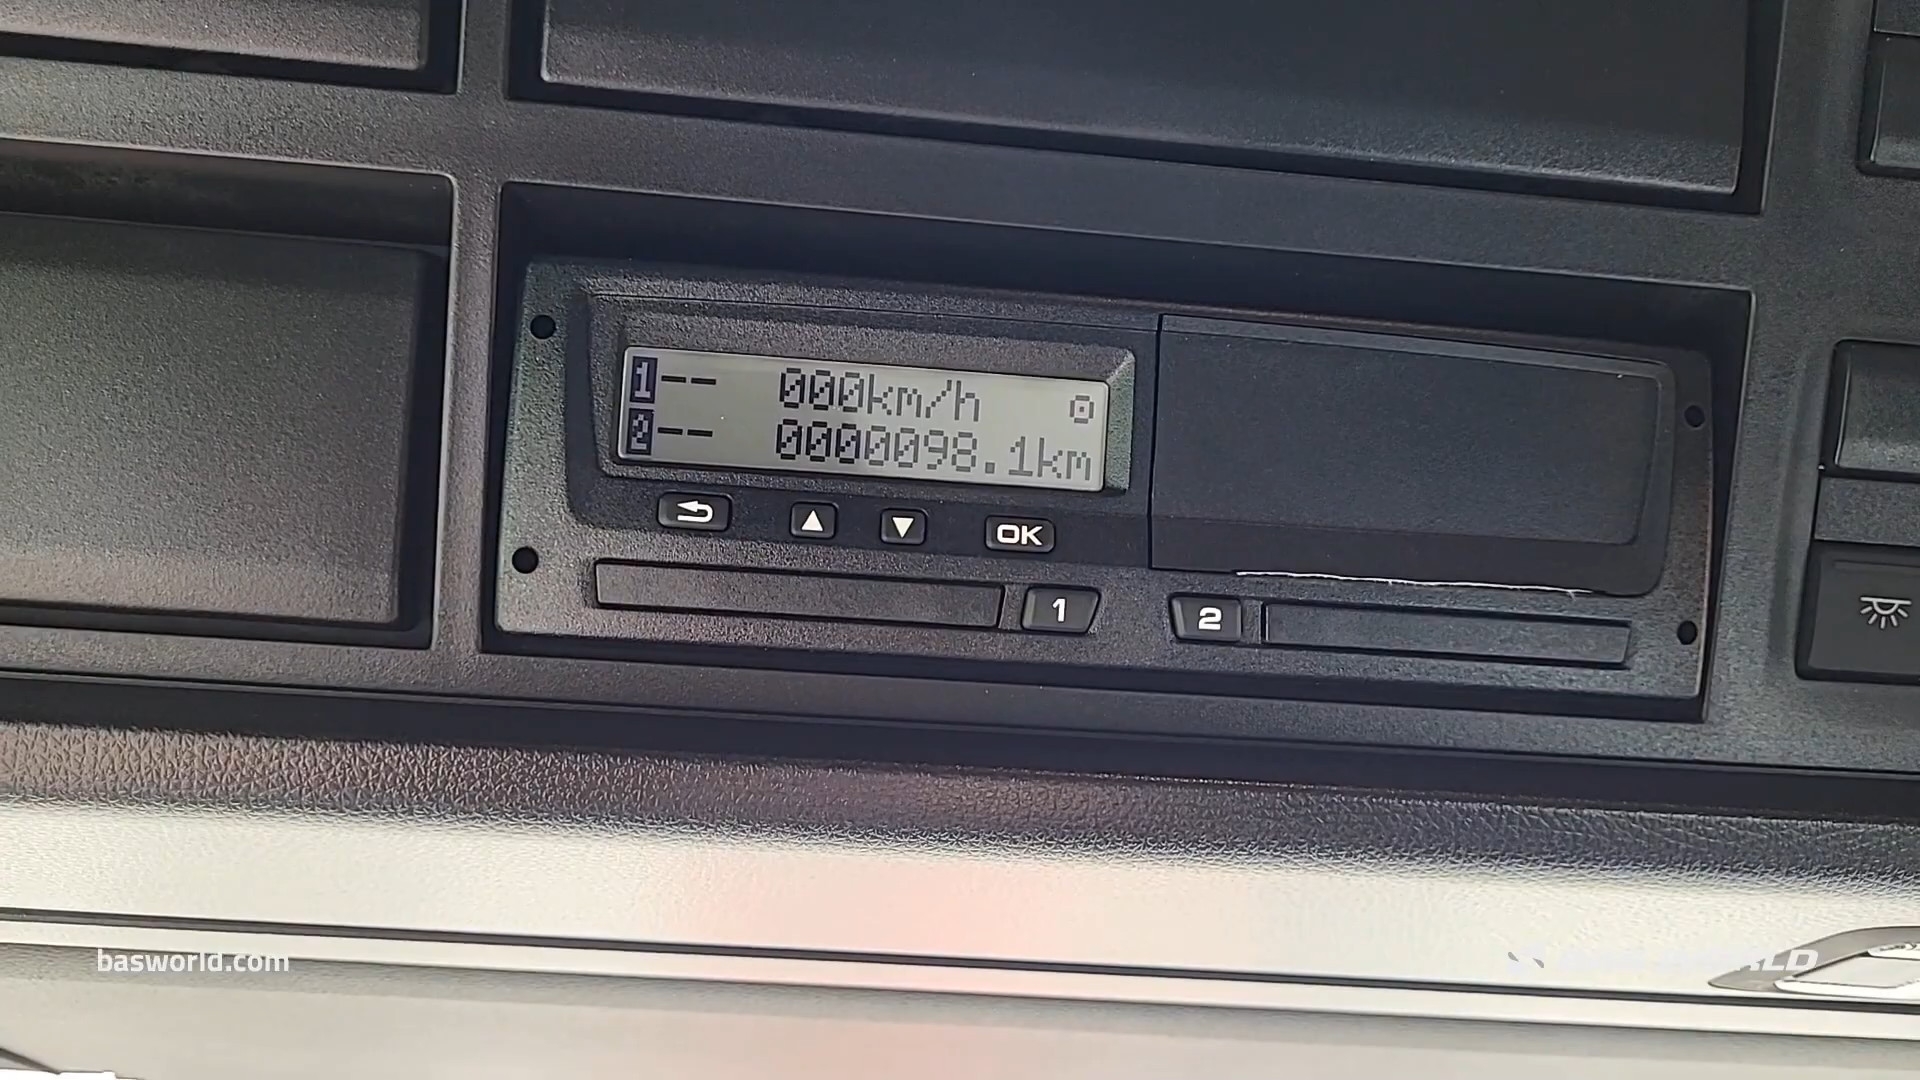 1 -- 000km/h
2 -- 0000098.1km
OK
1
2
basworld.com